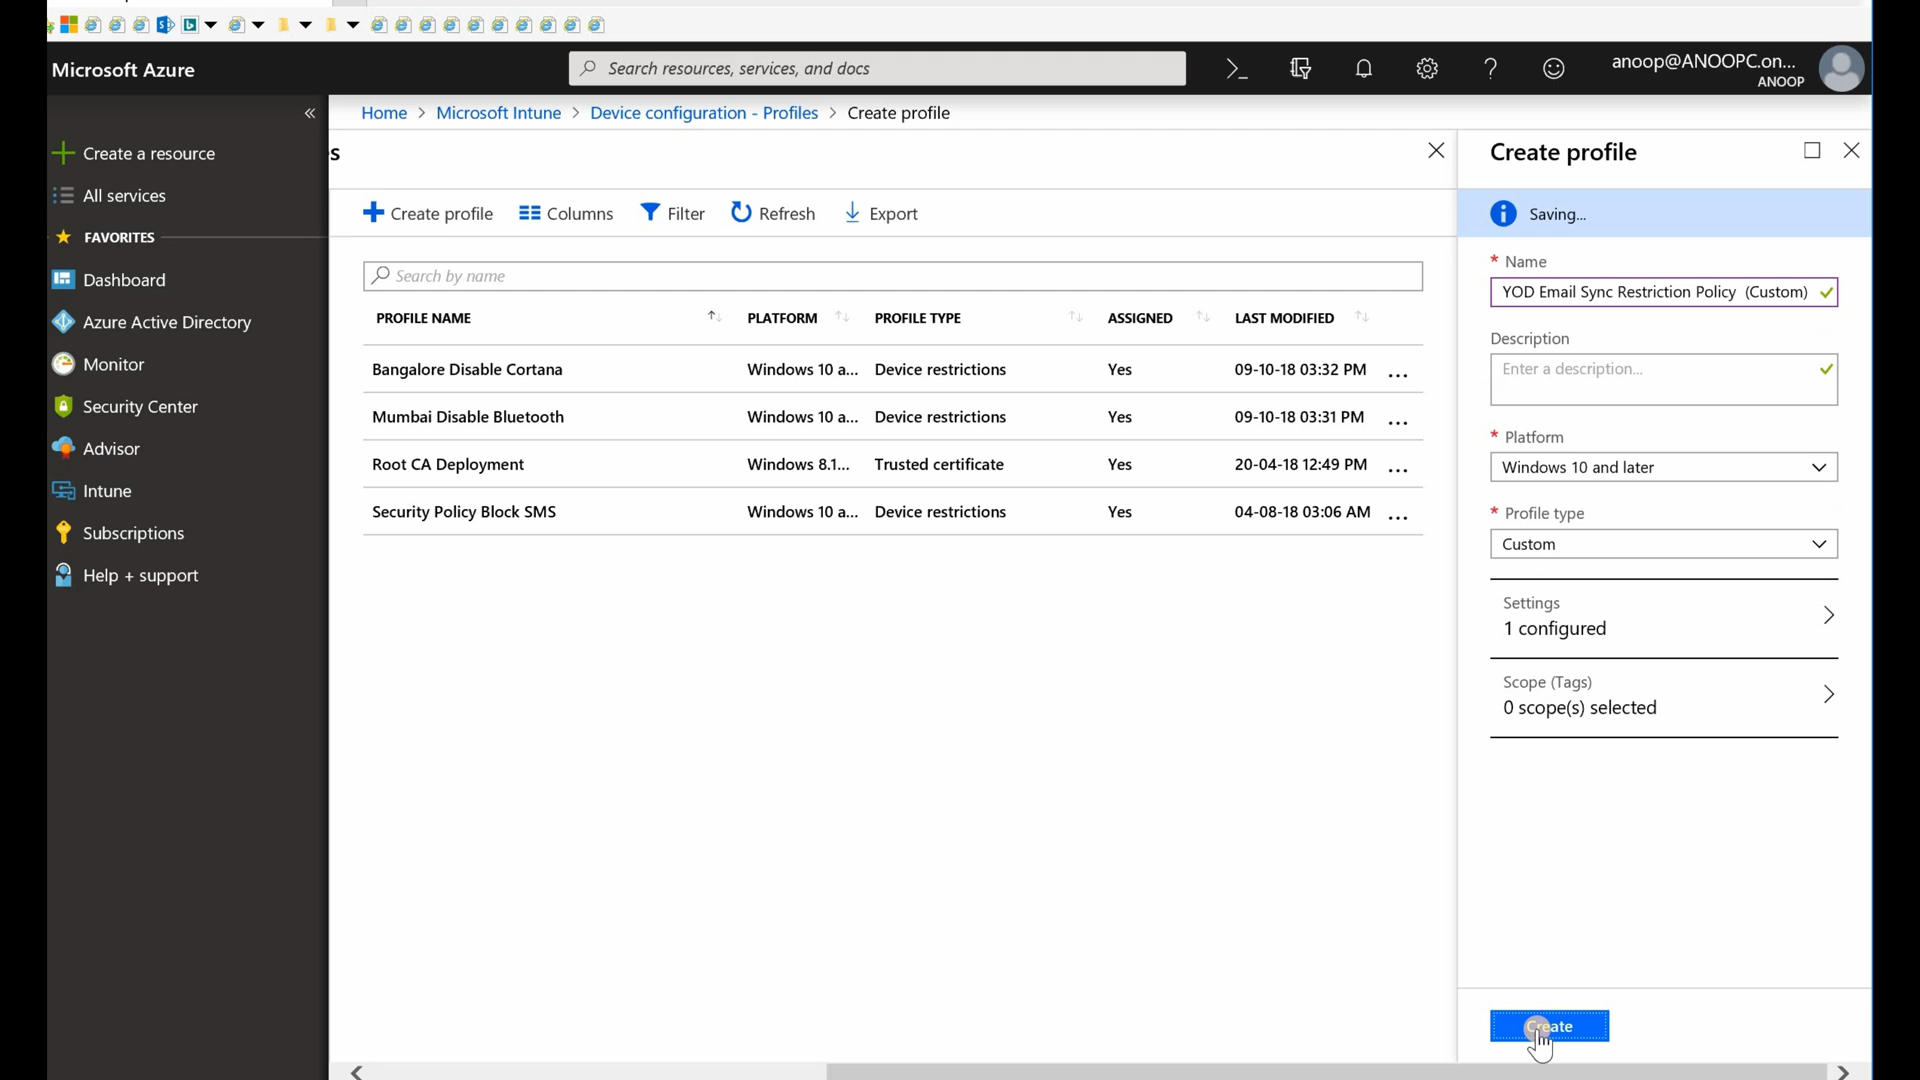 Microsoft Azure
Search resources, services, and docs
anoop@ANOOPC.on...
ANOOP
Home > Microsoft Intune > Device configuration - Profiles > Create profile
Create a resource
All services
FAVORITES
Dashboard
Azure Active Directory
Monitor
Security Center
Advisor
Intune
Subscriptions
Help + support
s
Create profile Columns Filter Refresh Export
Search by name
PROFILE NAME PLATFORM PROFILE TYPE ASSIGNED LAST MODIFIED
Bangalore Disable Cortana Windows 10 a... Device restrictions Yes 09-10-18 03:32 PM ...
Mumbai Disable Bluetooth Windows 10 a... Device restrictions Yes 09-10-18 03:31 PM ...
Root CA Deployment Windows 8.1... Trusted certificate Yes 20-04-18 12:49 PM ...
Security Policy Block SMS Windows 10 a... Device restrictions Yes 04-08-18 03:06 AM ...
Create profile
Saving...
* Name
YOD Email Sync Restriction Policy (Custom)
Description
Enter a description...
* Platform
Windows 10 and later
* Profile type
Custom
Settings
1 configured
Scope (Tags)
0 scope(s) selected
Create